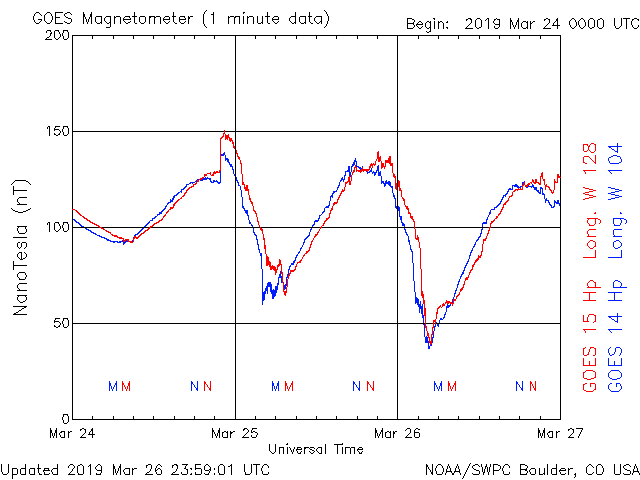 GOES Magnetometer (1 minute data)
Begin: 2019 Mar 24 0000 UTC
200
150
100
50
0
NanoTesla (nT)
M M N N M M N N M M N N
Mar 24 Mar 25 Mar 26 Mar 27
Universal Time
GOES 15 Hp Long. W 128
GOES 14 Hp Long. W 104
Updated 2019 Mar 26 23:59:01 UTC
NOAA/SWPC Boulder, CO USA